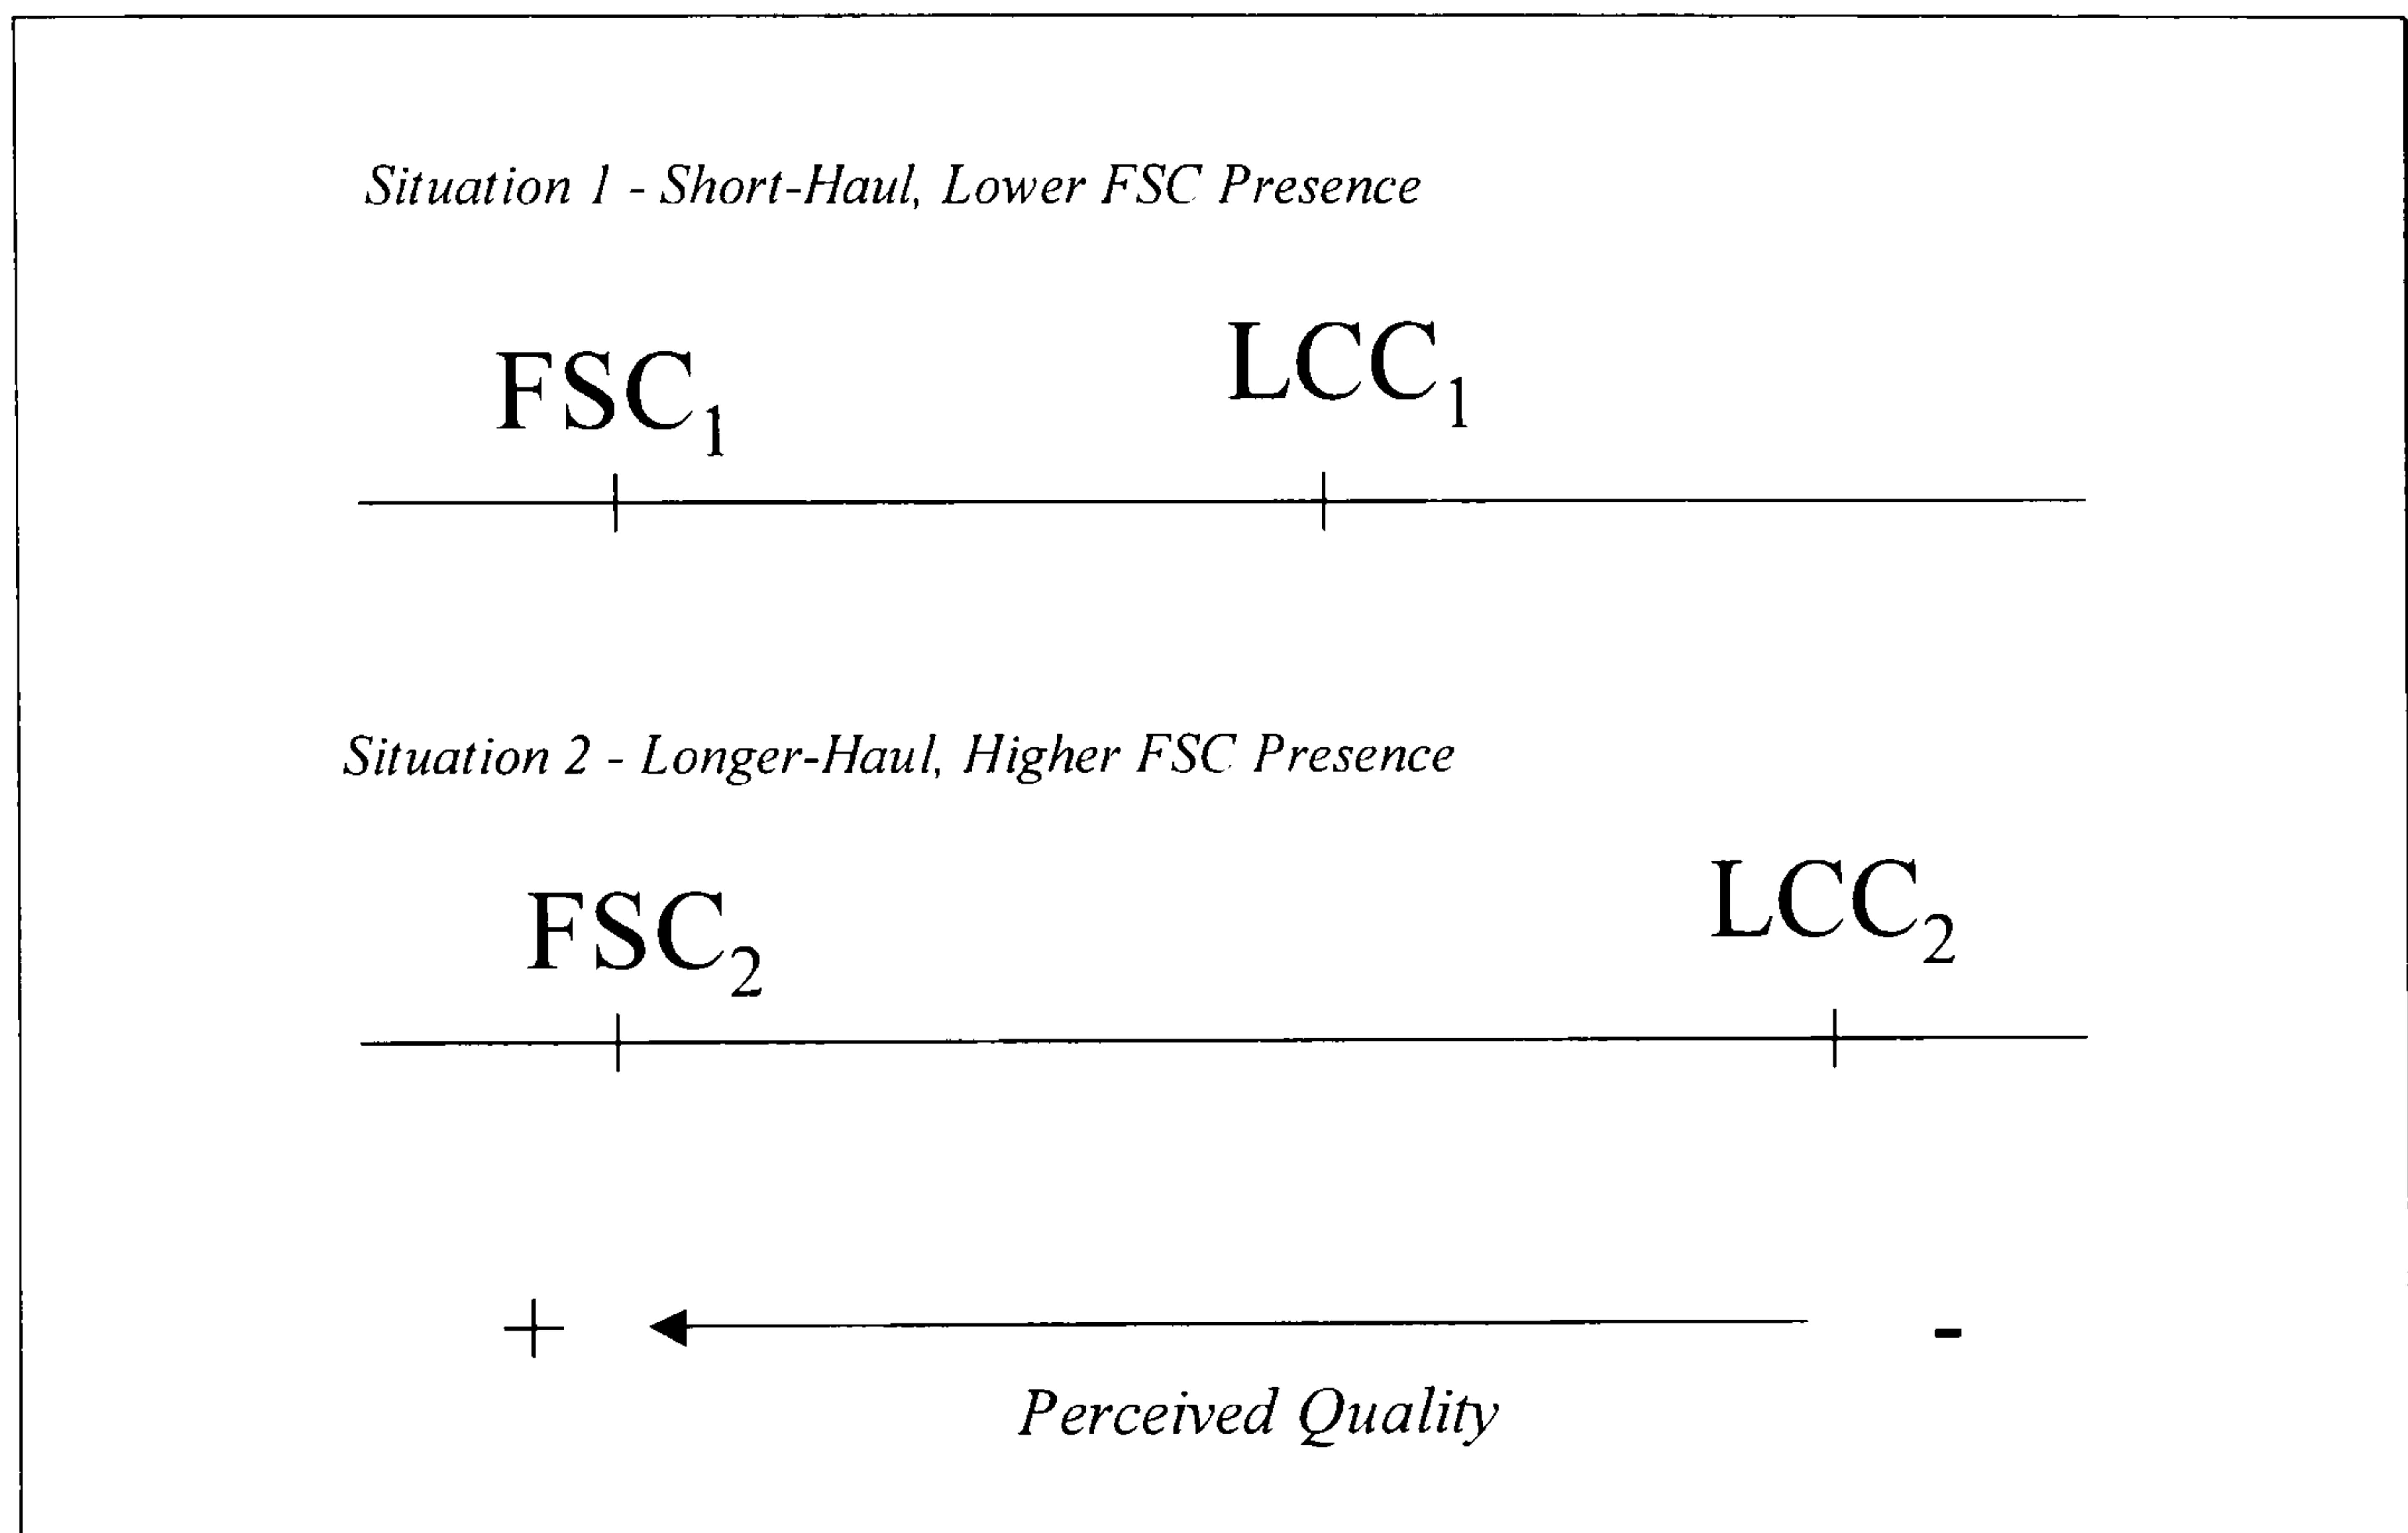 Situation 1 - Short-Haul, Lower FSC Presence
FSC₁ LCC₁
Situation 2 - Longer-Haul, Higher FSC Presence
FSC₂ LCC₂
+ -
Perceived Quality